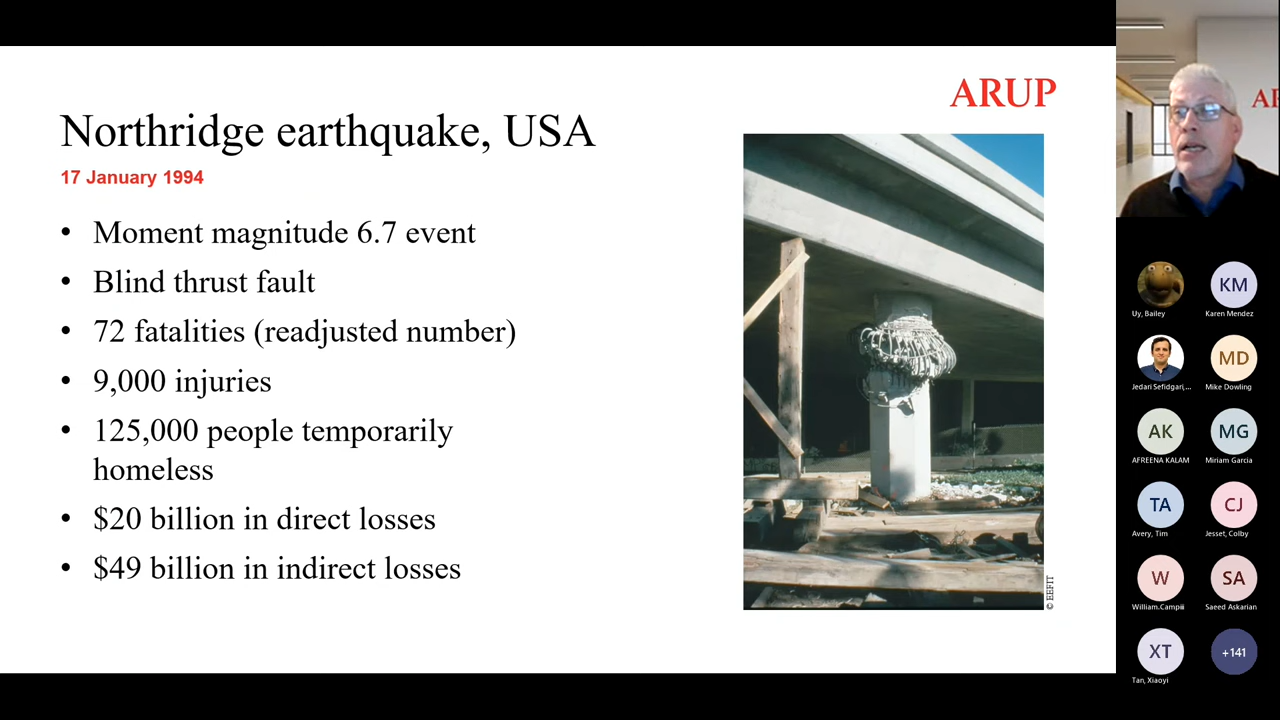 ARUP
Northridge earthquake, USA
17 January 1994
• Moment magnitude 6.7 event
• Blind thrust fault
• 72 fatalities (readjusted number)
• 9,000 injuries
• 125,000 people temporarily
homeless
• $20 billion in direct losses
• $49 billion in indirect losses
© EEFIT
AR
Uy, Bailey
KM
Karen Mendez
Jedari Sefidgari,...
MD
Mike Dowling
AK
AFREENA KALAM
MG
Miriam Garcia
TA
Avery, Tim
CJ
Jesset, Colby
W
SA
Saeed Askarian
XT
Tan, Xiaoyi
+141